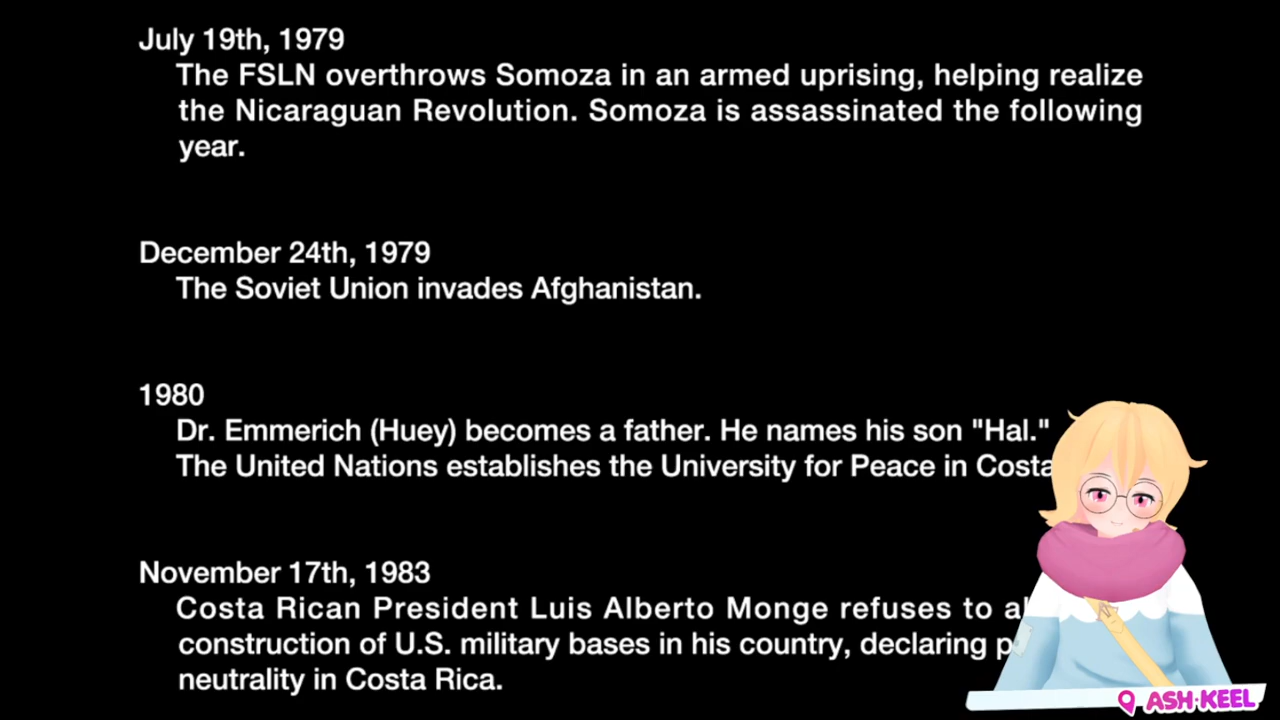 July 19th, 1979
The FSLN overthrows Somoza in an armed uprising, helping realize
the Nicaraguan Revolution. Somoza is assassinated the following
year.
December 24th, 1979
The Soviet Union invades Afghanistan.
1980
Dr. Emmerich (Huey) becomes a father. He names his son "Hal."
The United Nations establishes the University for Peace in Costa
November 17th, 1983
Costa Rican President Luis Alberto Monge refuses to
construction of U.S. military bases in his country, declaring
neutrality in Costa Rica.
ASH KEEL